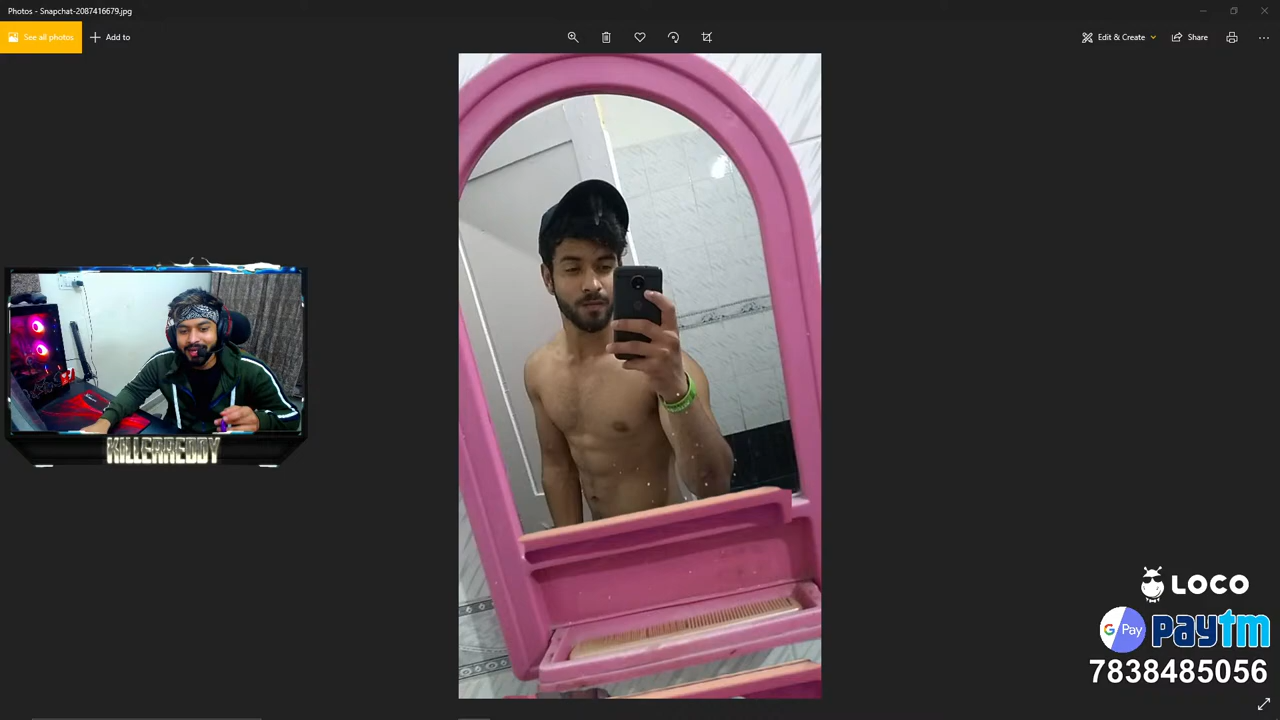 Photos - Snapchat-2087416679.jpg
See all photos
Add to
Edit & Create
Share
KILLERREDDY
LOCO
G Pay
paytm
7838485056